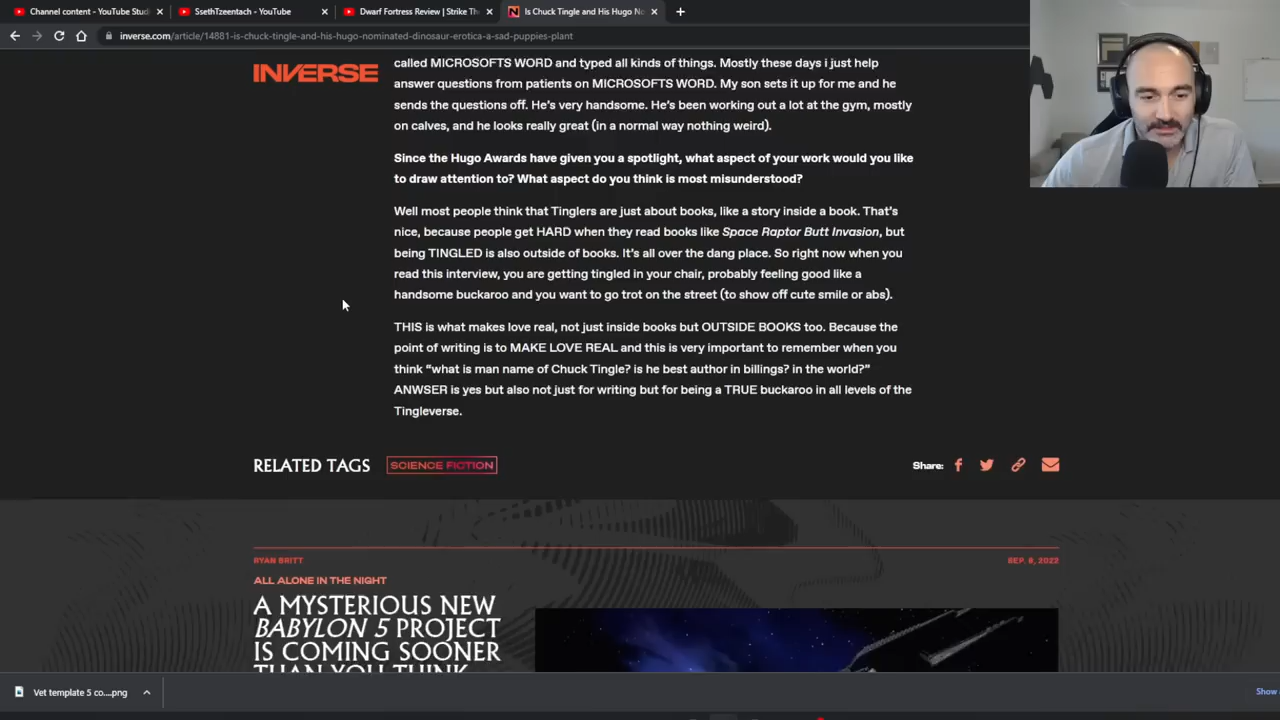 Channel content - YouTube Studi
SsethTzeentach - YouTube
Dwarf Fortress Review | Strike Th
Is Chuck Tingle and His Hugo No
inverse.com/article/14881-is-chuck-tingle-and-his-hugo-nominated-dinosaur-erotica-a-sad-puppies-plant
INVERSE
called MICROSOFTS WORD and typed all kinds of things. Mostly these days i just help
answer questions from patients on MICROSOFTS WORD. My son sets it up for me and he
sends the questions off. He's very handsome. He's been working out a lot at the gym, mostly
on calves, and he looks really great (in a normal way nothing weird).
Since the Hugo Awards have given you a spotlight, what aspect of your work would you like
to draw attention to? What aspect do you think is most misunderstood?
Well most people think that Tinglers are just about books, like a story inside a book. That's
nice, because people get HARD when they read books like Space Raptor Butt Invasion, but
being TINGLED is also outside of books. It's all over the dang place. So right now when you
read this interview, you are getting tingled in your chair, probably feeling good like a
handsome buckaroo and you want to go trot on the street (to show off cute smile or abs).
THIS is what makes love real, not just inside books but OUTSIDE BOOKS too. Because the
point of writing is to MAKE LOVE REAL and this is very important to remember when you
think “what is man name of Chuck Tingle? is he best author in billings? in the world?”
ANWSER is yes but also not just for writing but for being a TRUE buckaroo in all levels of the
Tingleverse.
RELATED TAGS
SCIENCE FICTION
Share:
RYAN BRITT
SEP. 8, 2022
ALL ALONE IN THE NIGHT
A MYSTERIOUS NEW
BABYLON 5 PROJECT
IS COMING SOONER
THAN YOU THINK
Vet template 5 co....png
Show